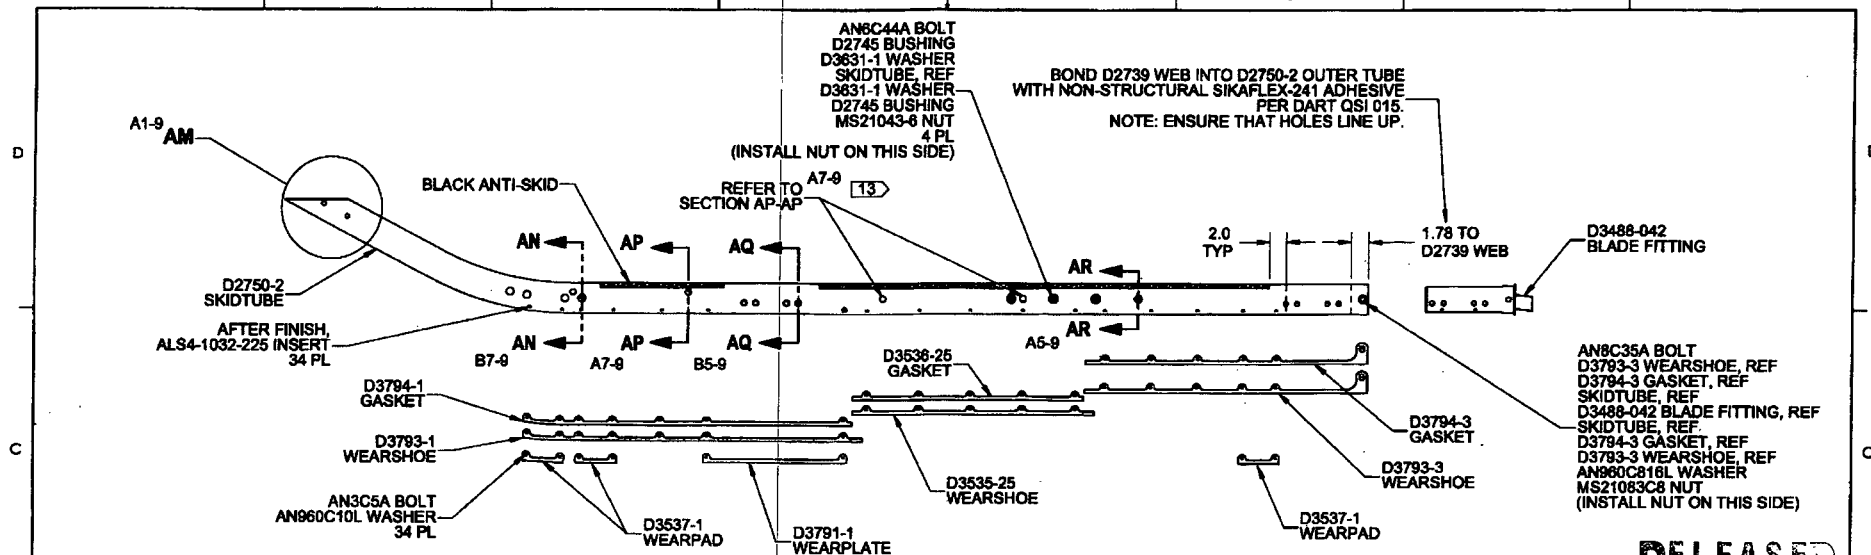 AN6C44A BOLT
D2745 BUSHING
D3631-1 WASHER
SKIDTUBE, REF
D3631-1 WASHER
D2745 BUSHING
MS21043-6 NUT
4 PL
(INSTALL NUT ON THIS SIDE)
BOND D2739 WEB INTO D2750-2 OUTER TUBE
WITH NON-STRUCTURAL SIKAFLEX-241 ADHESIVE
PER DART QSI 015.
NOTE: ENSURE THAT HOLES LINE UP.
A1-9
AM
D
BLACK ANTI-SKID
REFER TO
SECTION AP-AP
A7-9
13
AN
AP
AQ
AR
2.0
TYP
1.78 TO
D2739 WEB
D3488-042
BLADE FITTING
D2750-2
SKIDTUBE
AFTER FINISH,
ALS4-1032-225 INSERT
34 PL
AN
AP
AQ
AR
B7-9
A7-9
B5-9
A5-9
D3536-25
GASKET
AN8C35A BOLT
D3793-3 WEARSHOE, REF
D3794-3 GASKET, REF
SKIDTUBE, REF
D3488-042 BLADE FITTING, REF
SKIDTUBE, REF
D3794-3 GASKET, REF
D3793-3 WEARSHOE, REF
AN960C816L WASHER
MS21083C8 NUT
(INSTALL NUT ON THIS SIDE)
D3794-1
GASKET
D3794-3
GASKET
C
D3793-1
WEARSHOE
D3793-3
WEARSHOE
C
D3535-25
WEARSHOE
AN3C5A BOLT
AN960C10L WASHER
34 PL
D3537-1
WEARPAD
D3791-1
WEARPLATE
D3537-1
WEARPAD
RELEASED